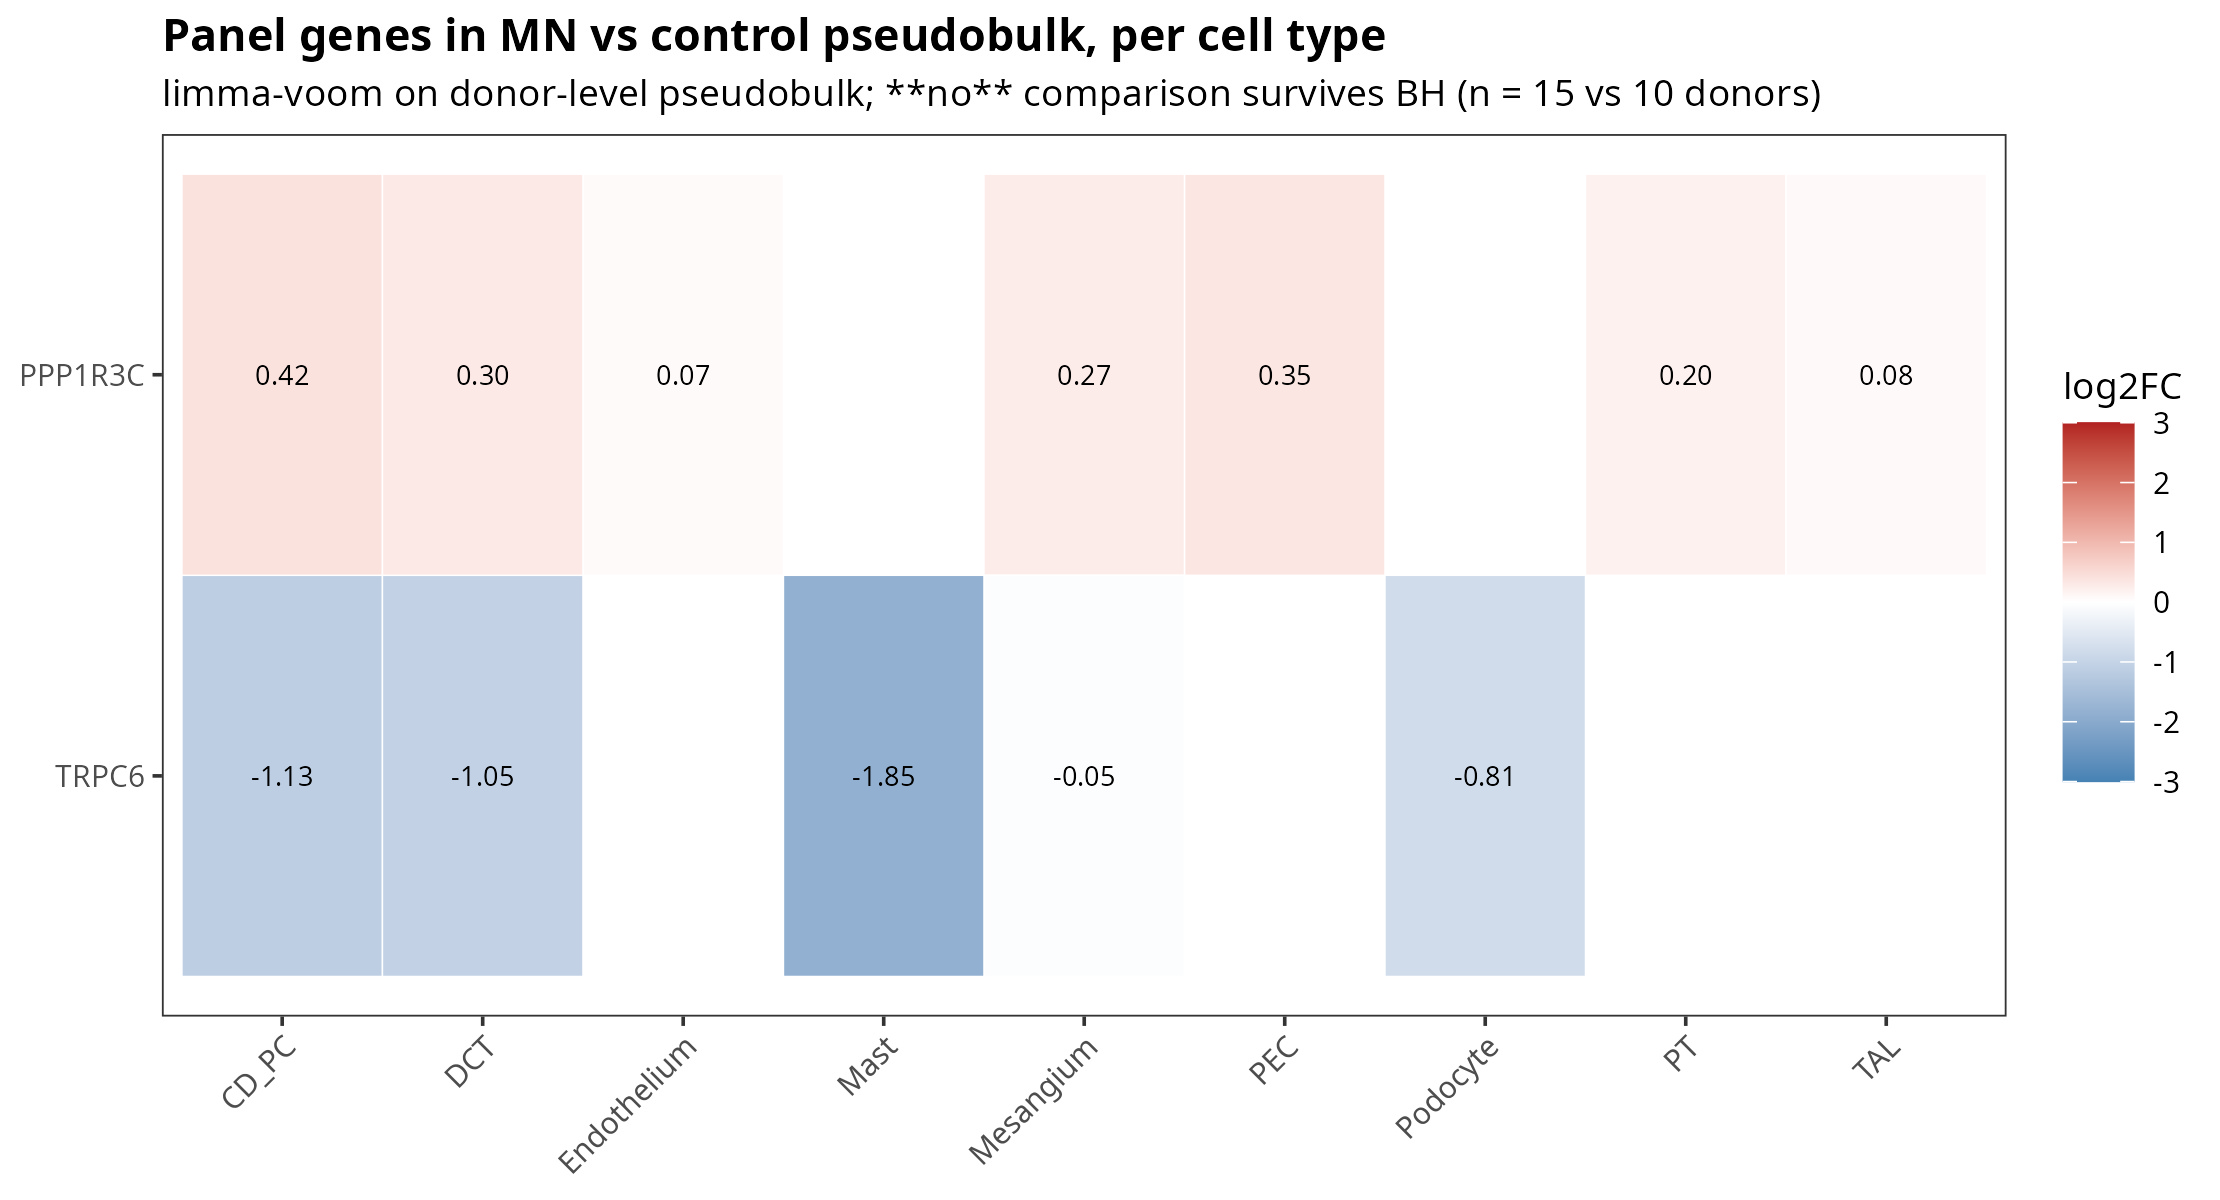 Panel genes in MN vs control pseudobulk, per cell type
limma-voom on donor-level pseudobulk; **no** comparison survives BH (n = 15 vs 10 donors)
PPP1R3C
0.42
0.30
0.07
0.27
0.35
0.20
0.08
TRPC6
-1.13
-1.05
-1.85
-0.05
-0.81
CD_PC
DCT
Endothelium
Mast
Mesangium
PEC
Podocyte
PT
TAL
log2FC
3
2
1
0
-1
-2
-3